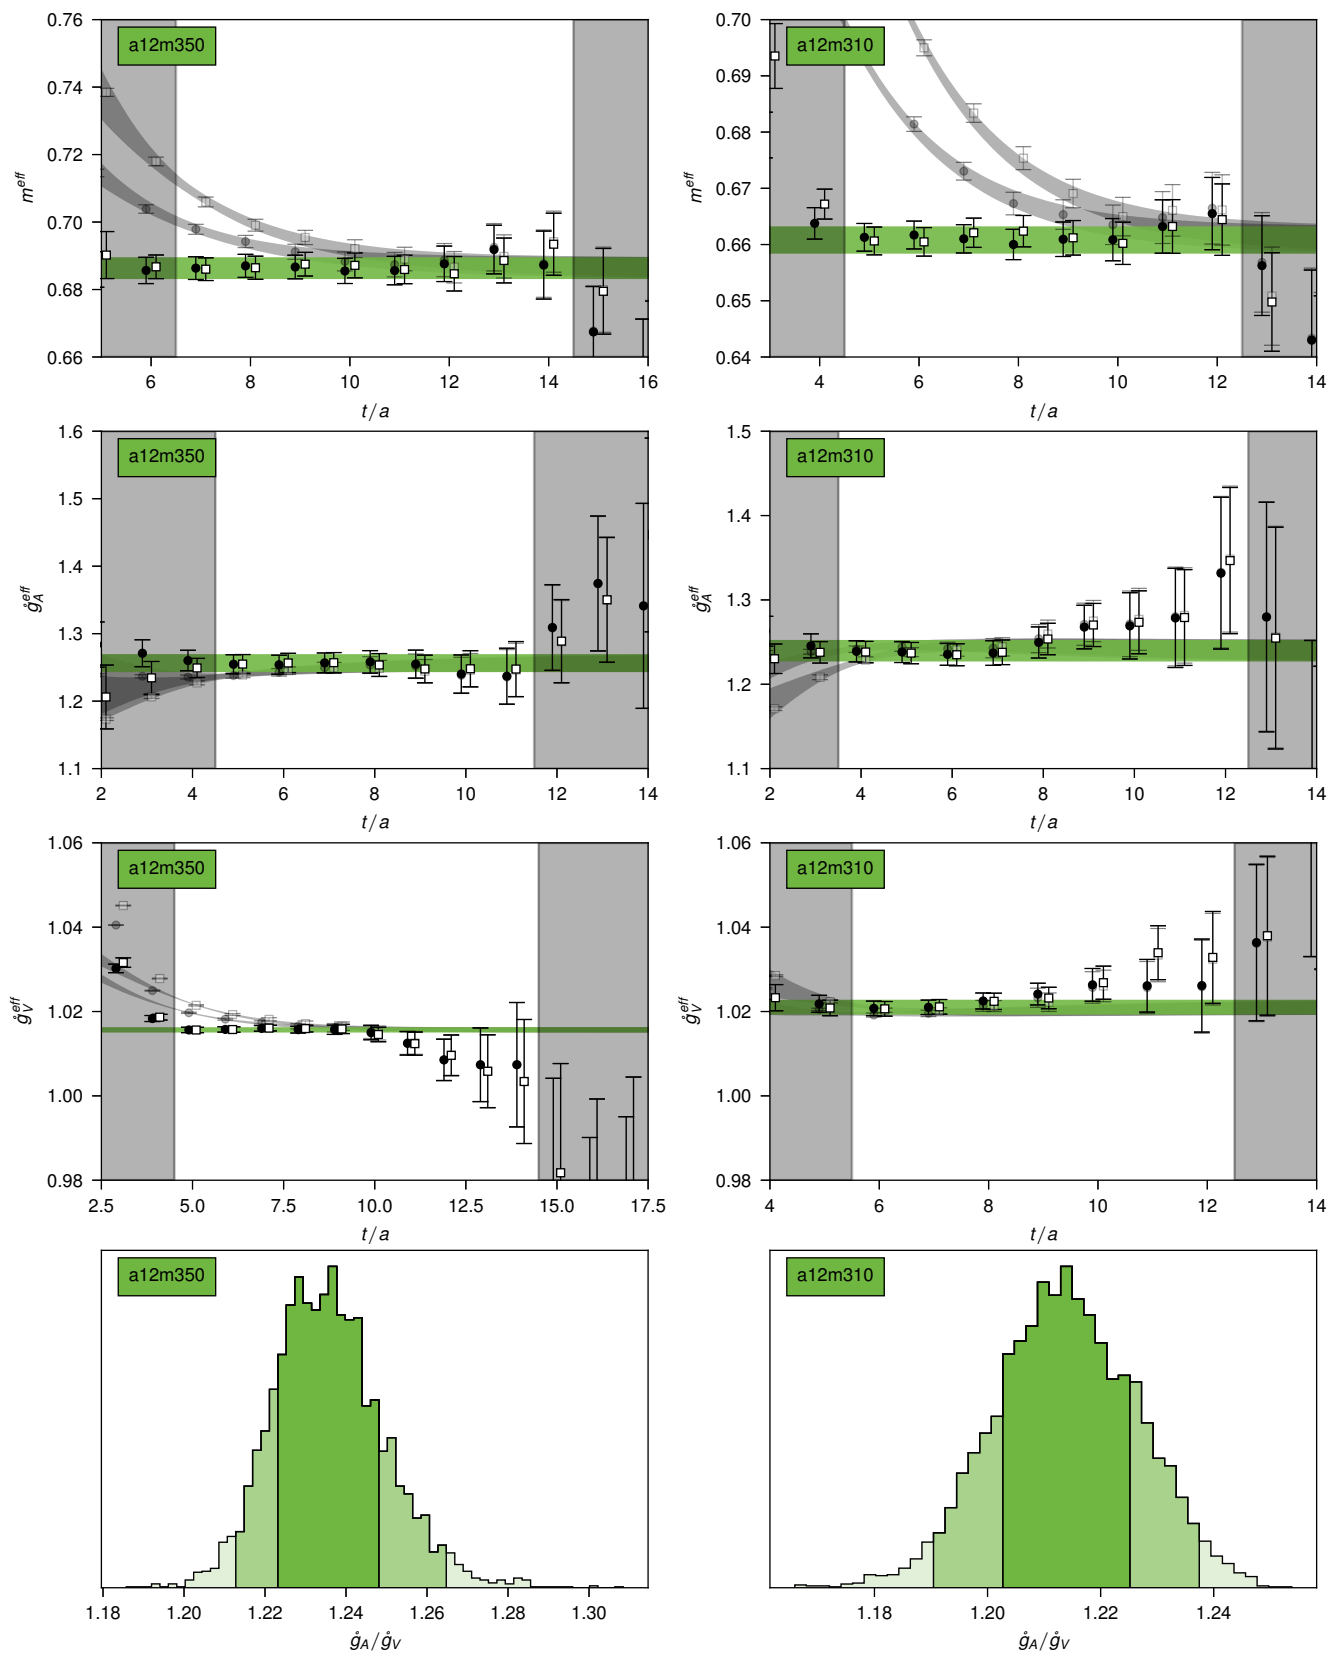 a12m350
0.76
0.74
0.72
0.70
0.68
0.66
m^eff
6 8 10 12 14 16
t/a
a12m310
0.70
0.69
0.68
0.67
0.66
0.65
0.64
m^eff
4 6 8 10 12 14
t/a
a12m350
1.6
1.5
1.4
1.3
1.2
1.1
g̊_A^eff
2 4 6 8 10 12 14
t/a
a12m310
1.5
1.4
1.3
1.2
1.1
g̊_A^eff
2 4 6 8 10 12 14
t/a
a12m350
1.06
1.04
1.02
1.00
0.98
g̊_V^eff
2.5 5.0 7.5 10.0 12.5 15.0 17.5
t/a
a12m310
1.06
1.04
1.02
1.00
0.98
g̊_V^eff
4 6 8 10 12 14
t/a
a12m350
1.18 1.20 1.22 1.24 1.26 1.28 1.30
g̊_A/g̊_V
a12m310
1.18 1.20 1.22 1.24
g̊_A/g̊_V